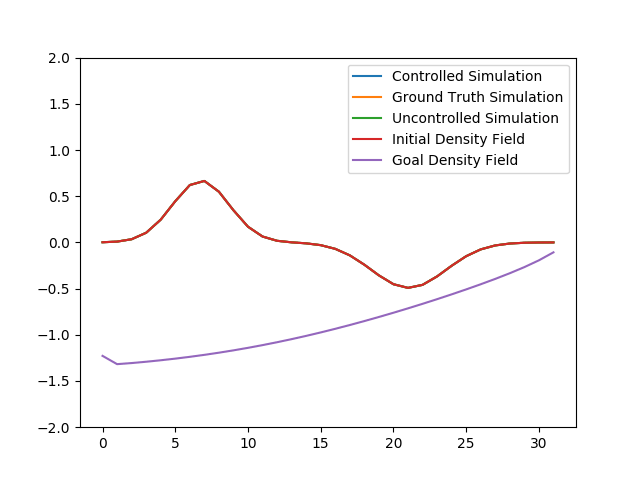 2.0
1.5
1.0
0.5
0.0
−0.5
−1.0
−1.5
−2.0
0 5 10 15 20 25 30
Controlled Simulation
Ground Truth Simulation
Uncontrolled Simulation
Initial Density Field
Goal Density Field